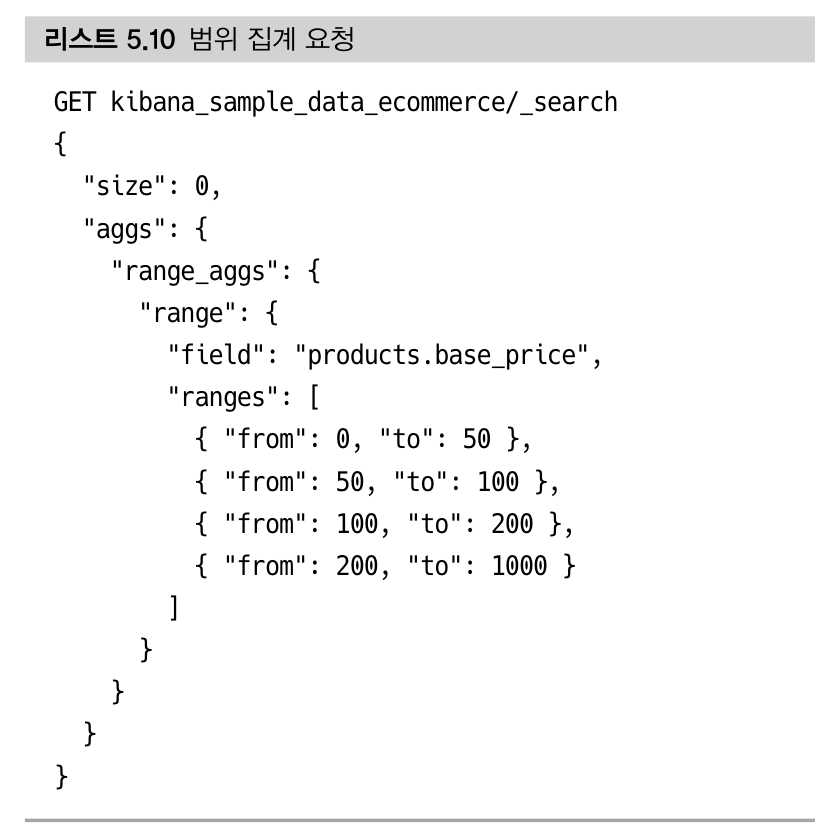 리스트 5.10 범위 집계 요청
GET kibana_sample_data_ecommerce/_search
{
  "size": 0,
  "aggs": {
    "range_aggs": {
      "range": {
        "field": "products.base_price",
        "ranges": [
          { "from": 0, "to": 50 },
          { "from": 50, "to": 100 },
          { "from": 100, "to": 200 },
          { "from": 200, "to": 1000 }
        ]
      }
    }
  }
}